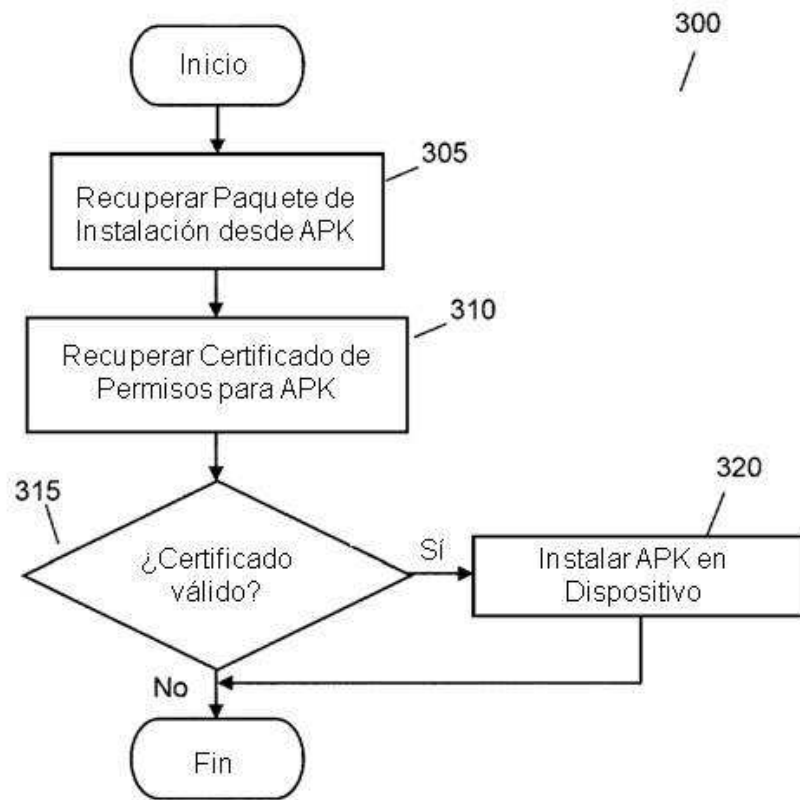 300
Inicio
305
Recuperar Paquete de
Instalación desde APK
310
Recuperar Certificado de
Permisos para APK
315
¿Certificado
válido?
Sí
320
Instalar APK en
Dispositivo
No
Fin